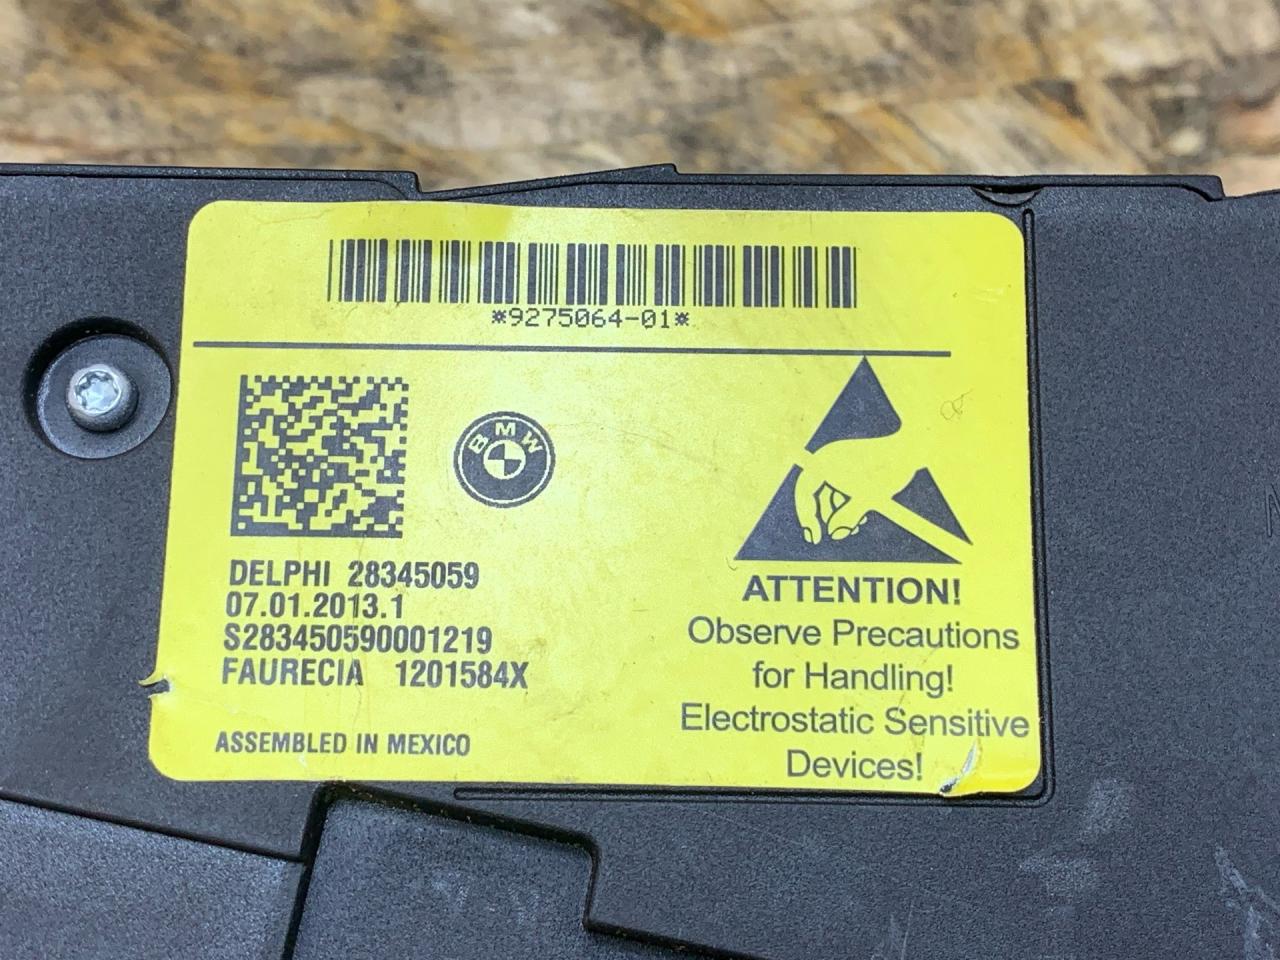 *9275064-01*
BMW
DELPHI 28345059
07.01.2013.1
S283450590001219
FAURECIA 1201584X
ASSEMBLED IN MEXICO
ATTENTION!
Observe Precautions
for Handling!
Electrostatic Sensitive
Devices!